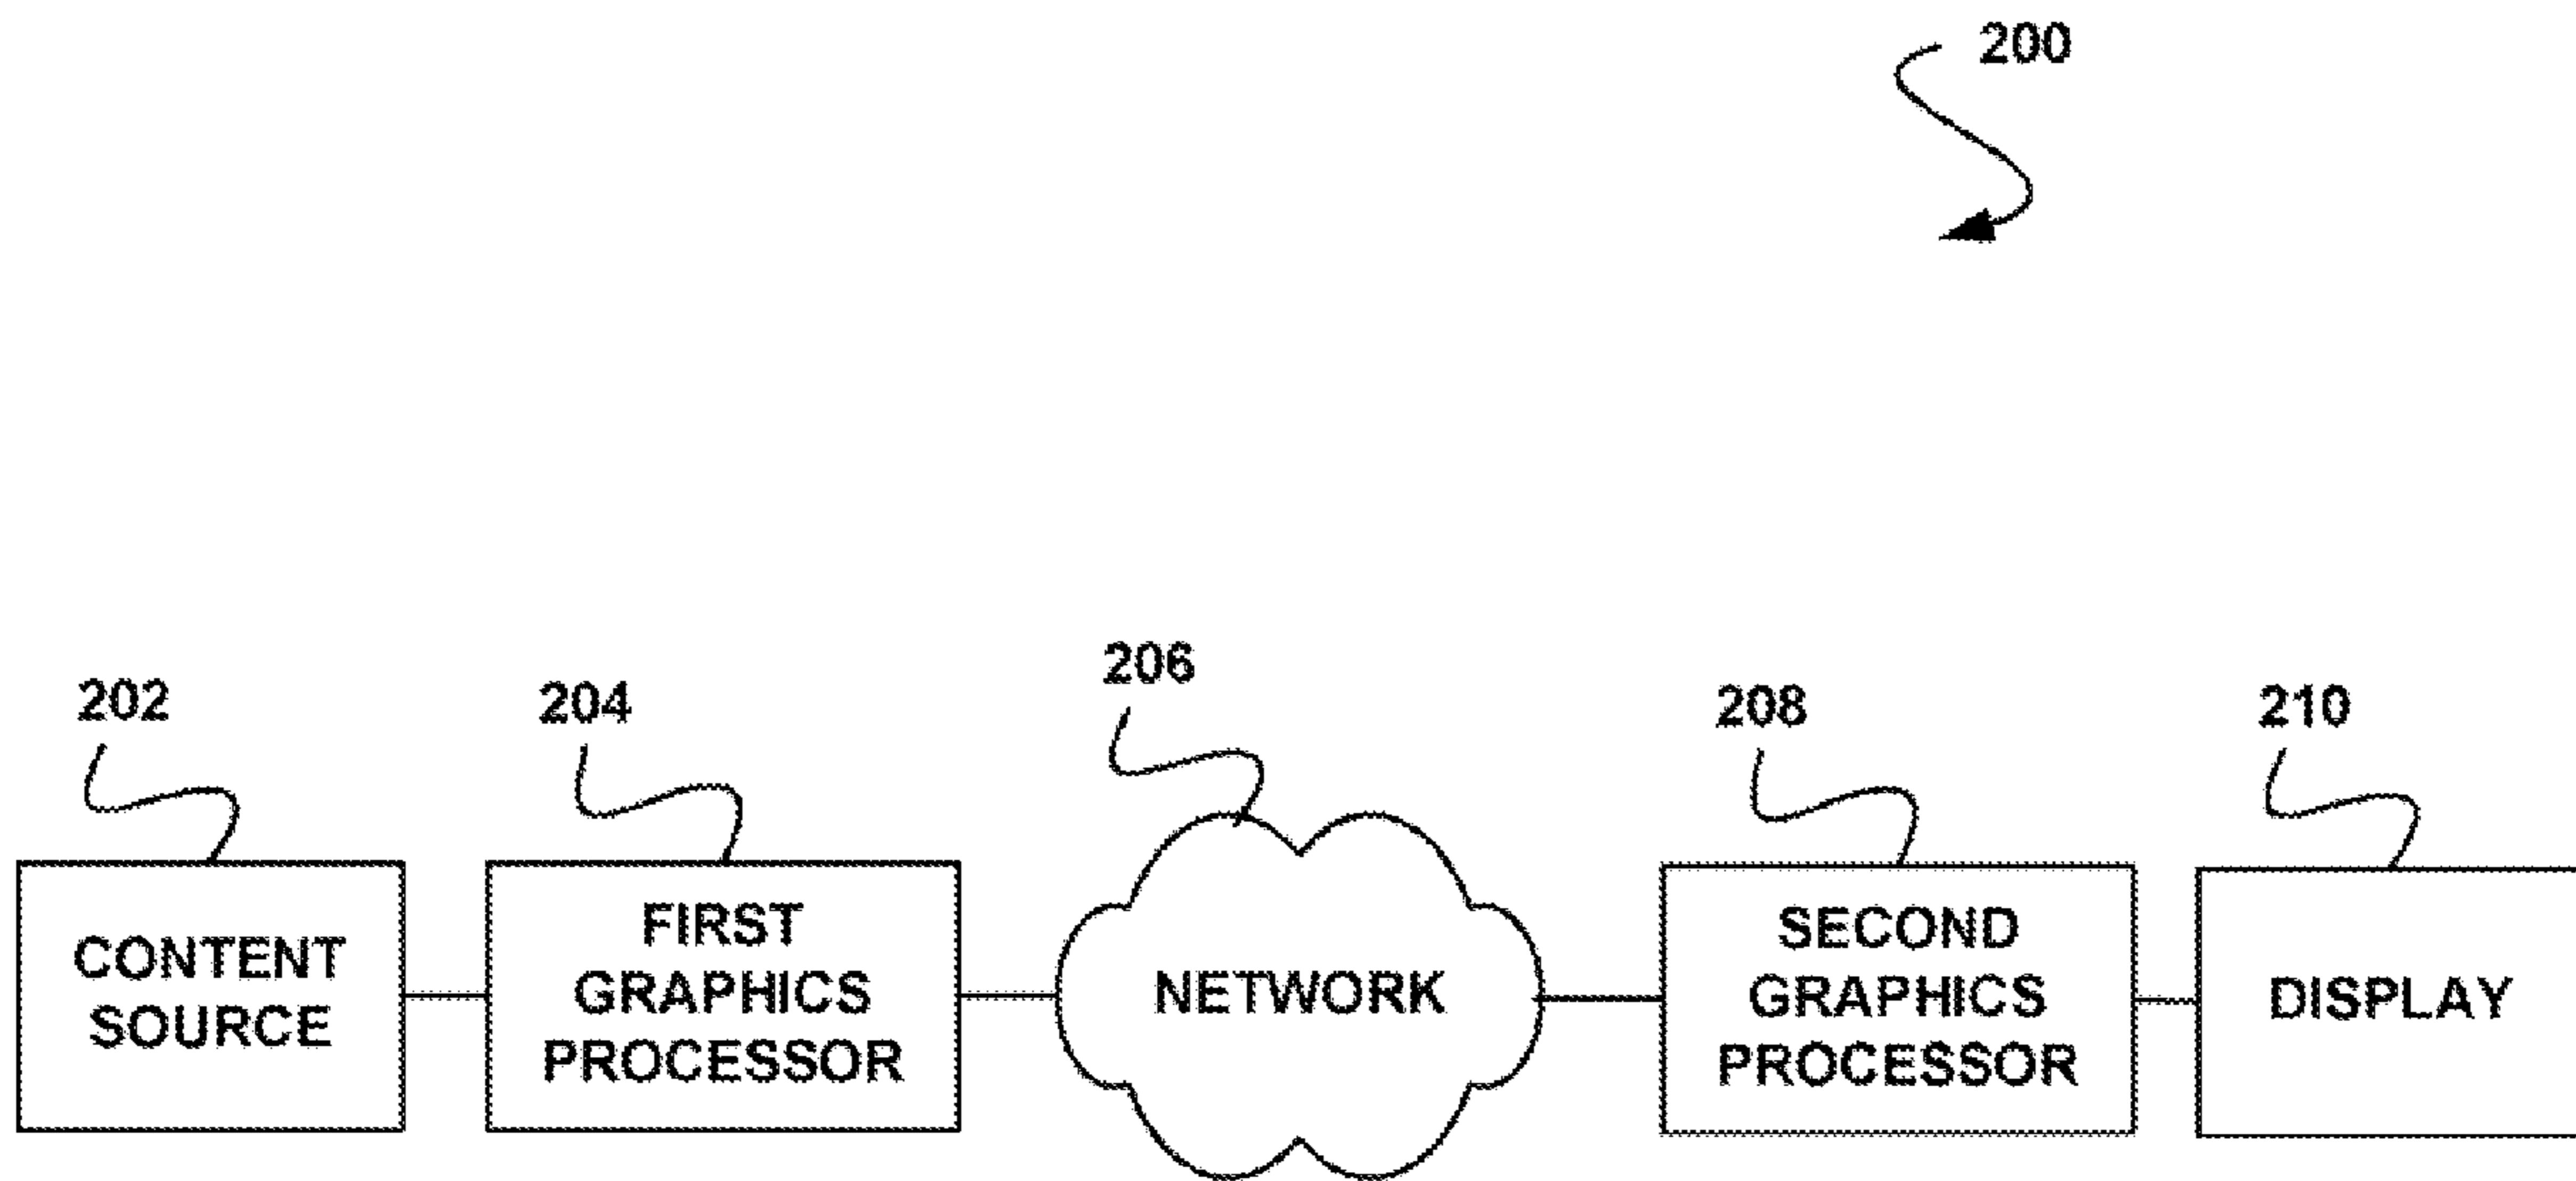 200
202
204
206
208
210
CONTENT
SOURCE
FIRST
GRAPHICS
PROCESSOR
NETWORK
SECOND
GRAPHICS
PROCESSOR
DISPLAY